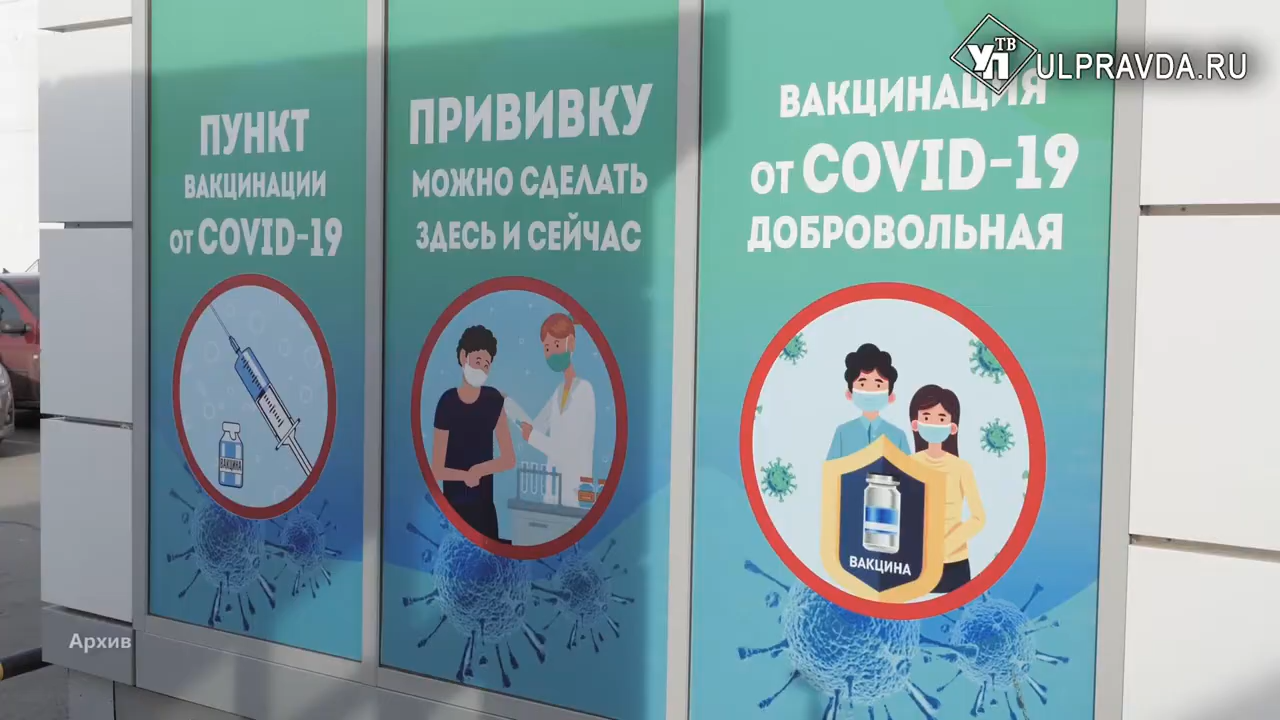 УП ТВ
ULPRAVDA.RU
ПУНКТ
ВАКЦИНАЦИИ
ОТ COVID-19
ВАКЦИНА
ПРИВИВКУ
МОЖНО СДЕЛАТЬ
ЗДЕСЬ И СЕЙЧАС
ВАКЦИНАЦИЯ
ОТ COVID-19
ДОБРОВОЛЬНАЯ
ВАКЦИНА
Архив